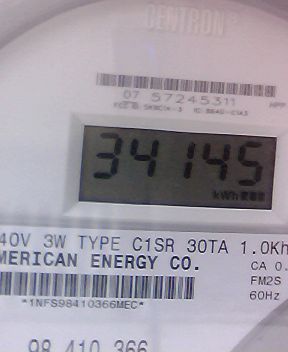 CENTRON®
07 57245311
34145
kWh
40V 3W TYPE C1SR 30TA 1.0Kh
MERICAN ENERGY CO.
CA 0.
FM2S
*1NFS98410366MEC*
60Hz
98 410 366